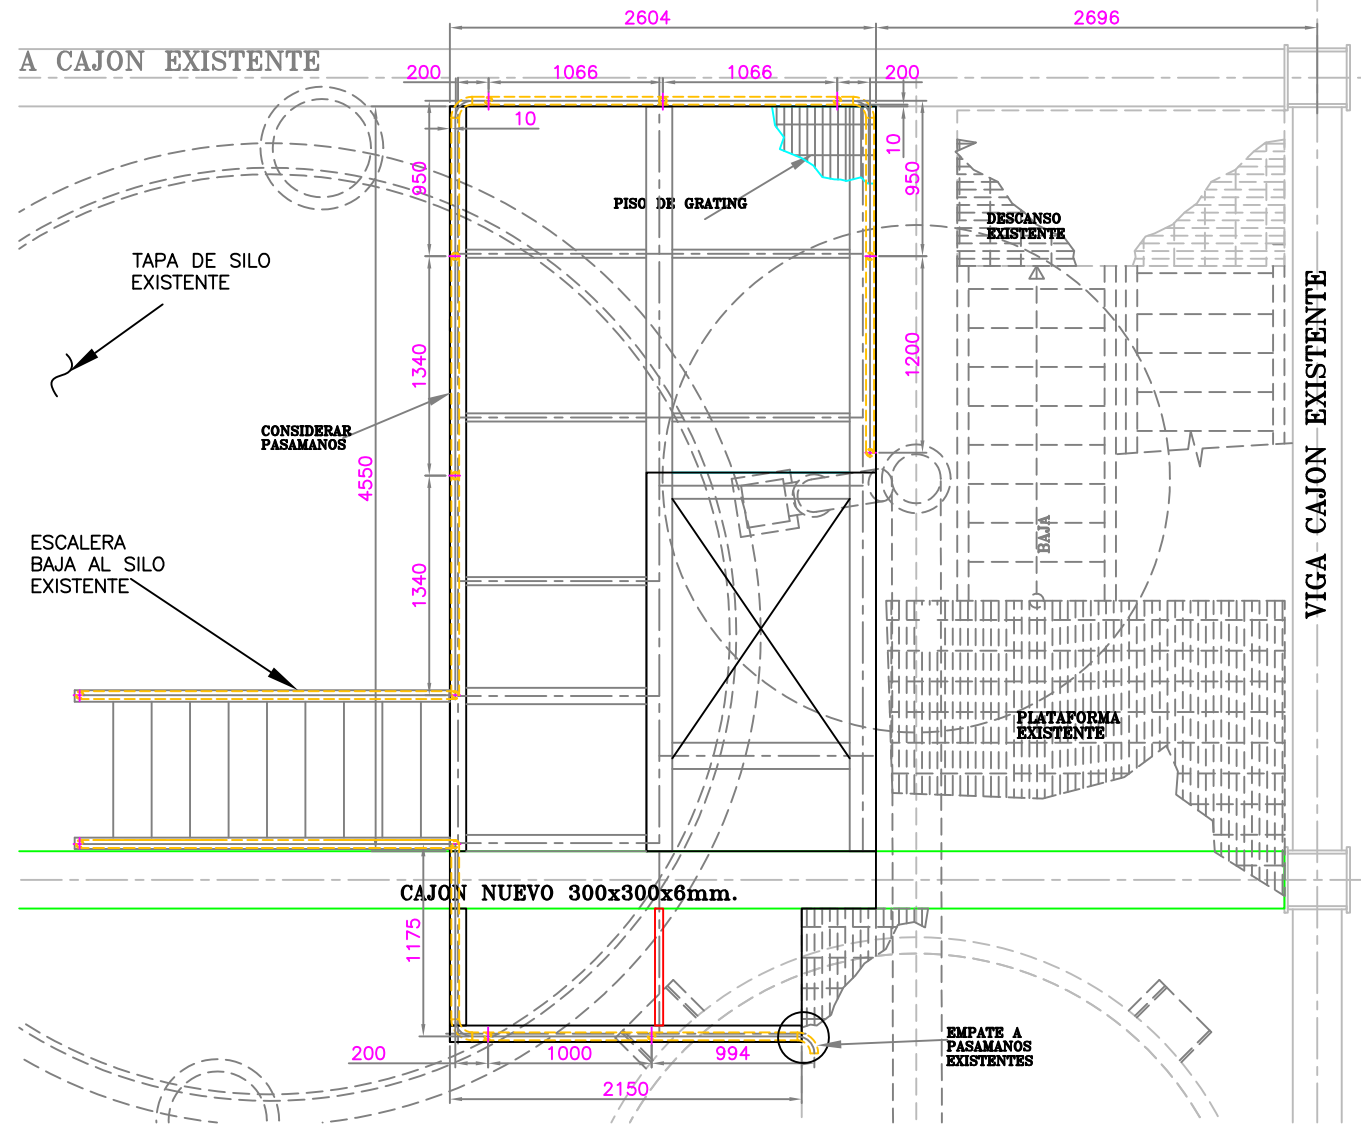 2604
2696
A CAJON EXISTENTE
200
1066
1066
200
10
10
950
950
PISO DE GRATING
DESCANSO
EXISTENTE
TAPA DE SILO
EXISTENTE
1340
1200
VIGA CAJON EXISTENTE
CONSIDERAR
PASAMANOS
4550
BAJA
ESCALERA
BAJA AL SILO
EXISTENTE
1340
PLATAFORMA
EXISTENTE
CAJON NUEVO 300x300x6mm.
1175
EMPATE A
PASAMANOS
EXISTENTES
200
1000
994
2150